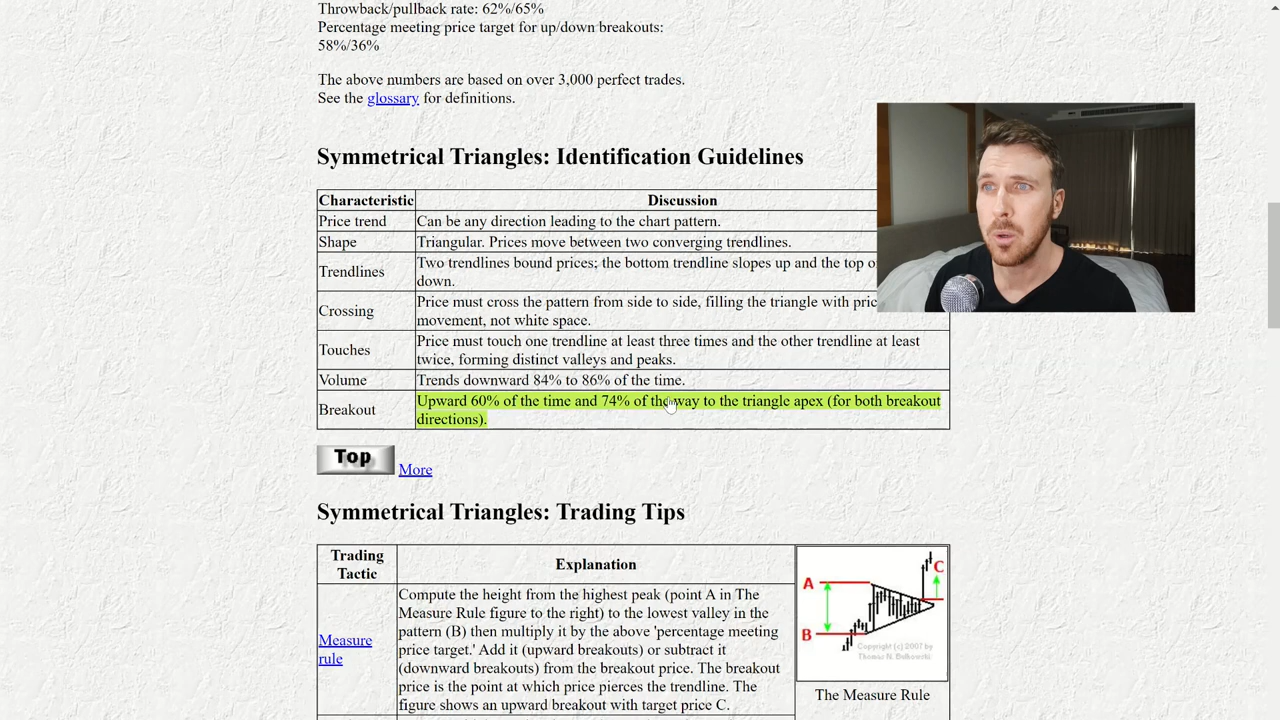 Throwback/pullback rate: 62%/65%
Percentage meeting price target for up/down breakouts:
58%/36%
The above numbers are based on over 3,000 perfect trades.
See the glossary for definitions.
Symmetrical Triangles: Identification Guidelines
Characteristic Discussion
Price trend Can be any direction leading to the chart pattern.
Shape Triangular. Prices move between two converging trendlines.
Trendlines Two trendlines bound prices; the bottom trendline slopes up and the top
down.
Crossing Price must cross the pattern from side to side, filling the triangle with
movement, not white space.
Touches Price must touch one trendline at least three times and the other trendline at least
twice, forming distinct valleys and peaks.
Volume Trends downward 84% to 86% of the time.
Breakout Upward 60% of the time and 74% of the way to the triangle apex (for both breakout
directions).
Top More
Symmetrical Triangles: Trading Tips
Trading
Tactic
Explanation
Measure
rule
Compute the height from the highest peak (point A in The
Measure Rule figure to the right) to the lowest valley in the
pattern (B) then multiply it by the above 'percentage meeting
price target.' Add it (upward breakouts) or subtract it
(downward breakouts) from the breakout price. The breakout
price is the point at which price pierces the trendline. The
figure shows an upward breakout with target price C.
A
B
C
Copyright (c) 2007 by
Thomas N. Bulkowski
The Measure Rule